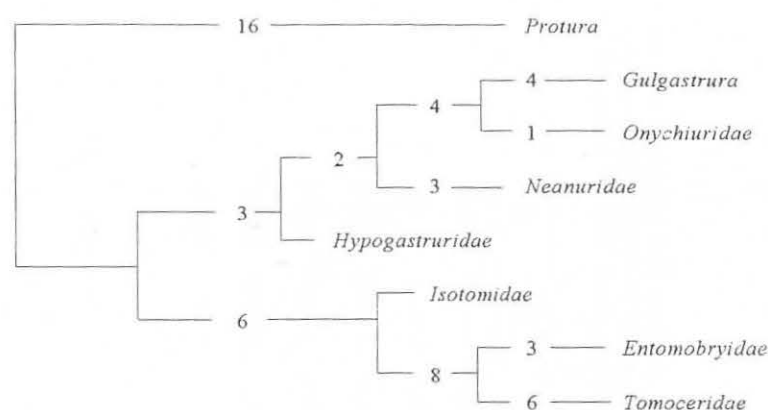 16 Protura
4 Gulgastrura
4
1 Onychiuridae
2
3 Neanuridae
3
Hypogastruridae
Isotomidae
6
3 Entomobryidae
8
6 Tomoceridae